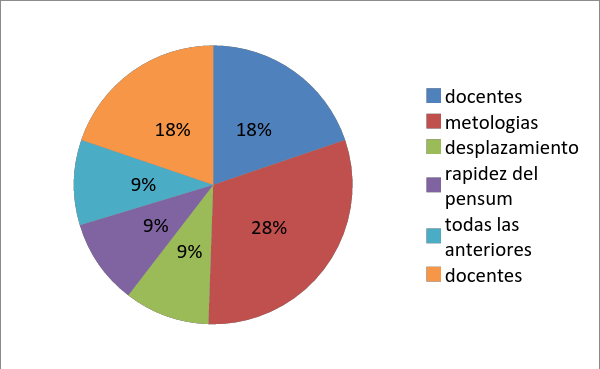 18%
18%
28%
9%
9%
9%
docentes
metologias
desplazamiento
rapidez del
pensum
todas las
anteriores
docentes